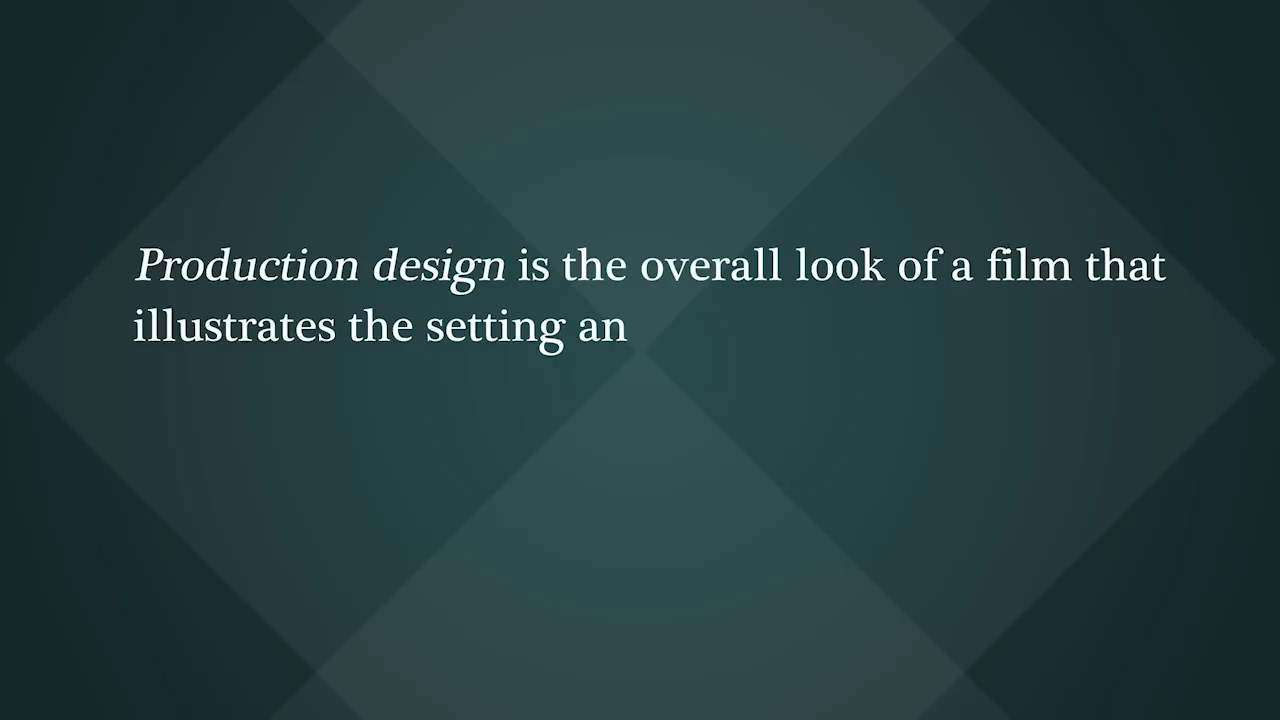 Production design is the overall look of a film that
illustrates the setting an